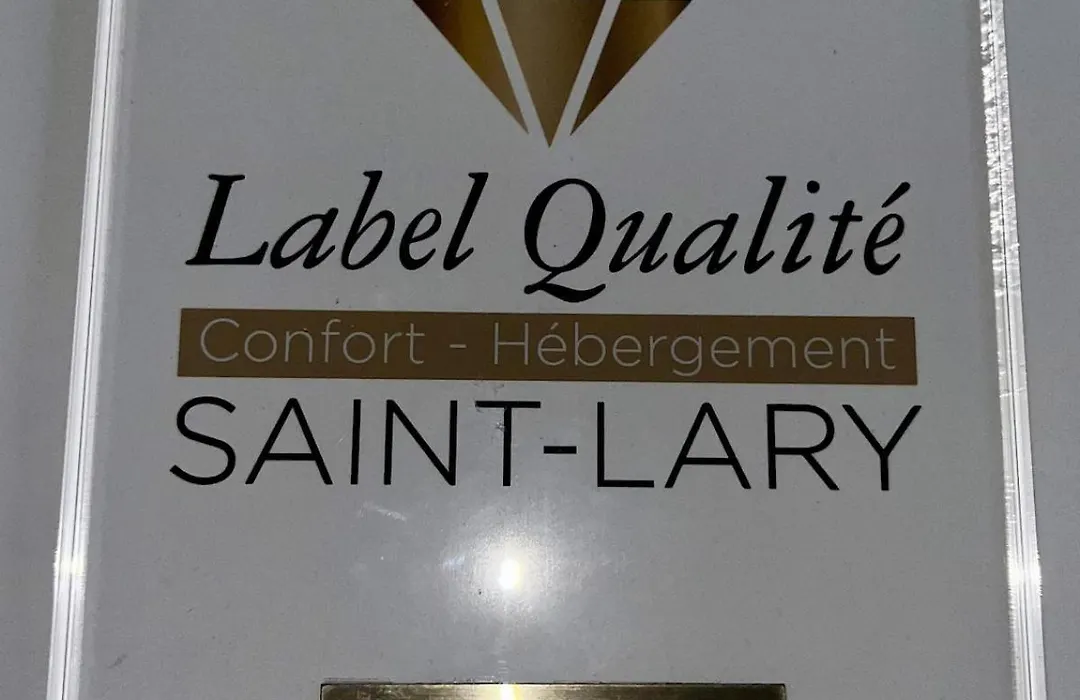 Label Qualité
Confort - Hébergement
SAINT-LARY